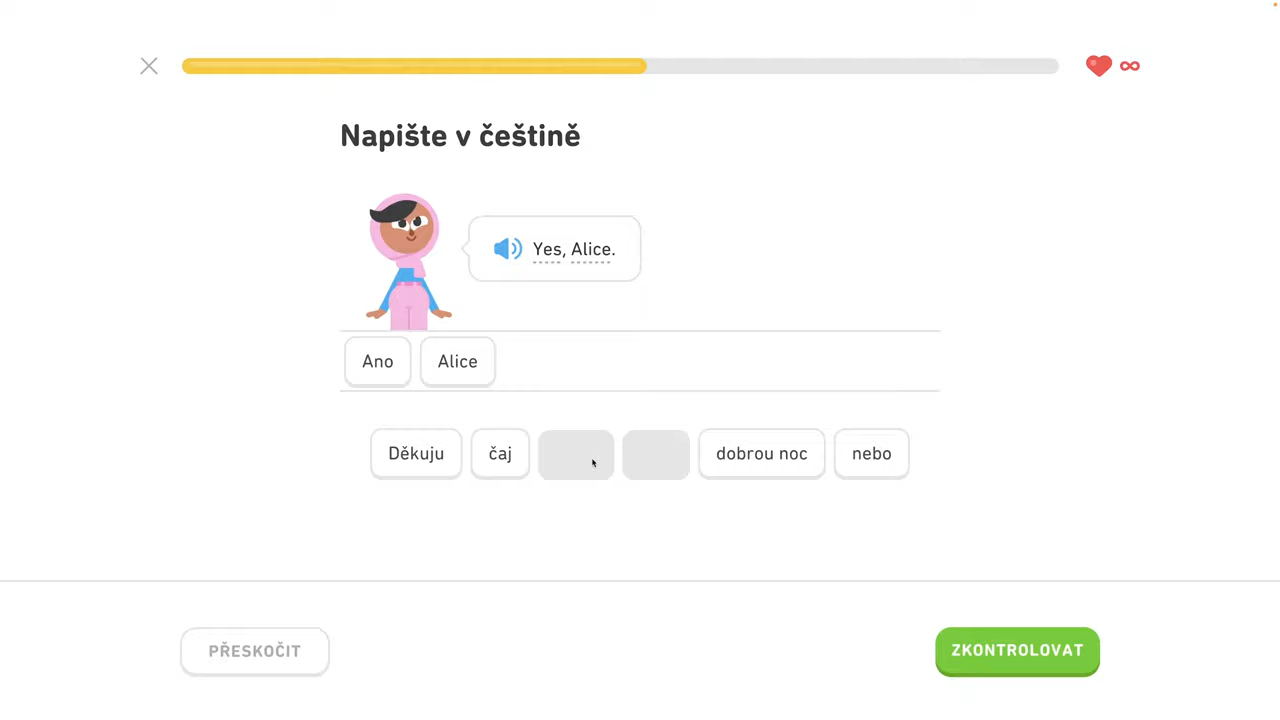 Napište v češtině
Yes, Alice.
Ano Alice
Děkuju čaj dobrou noc nebo
PŘESKOČIT ZKONTROLOVAT